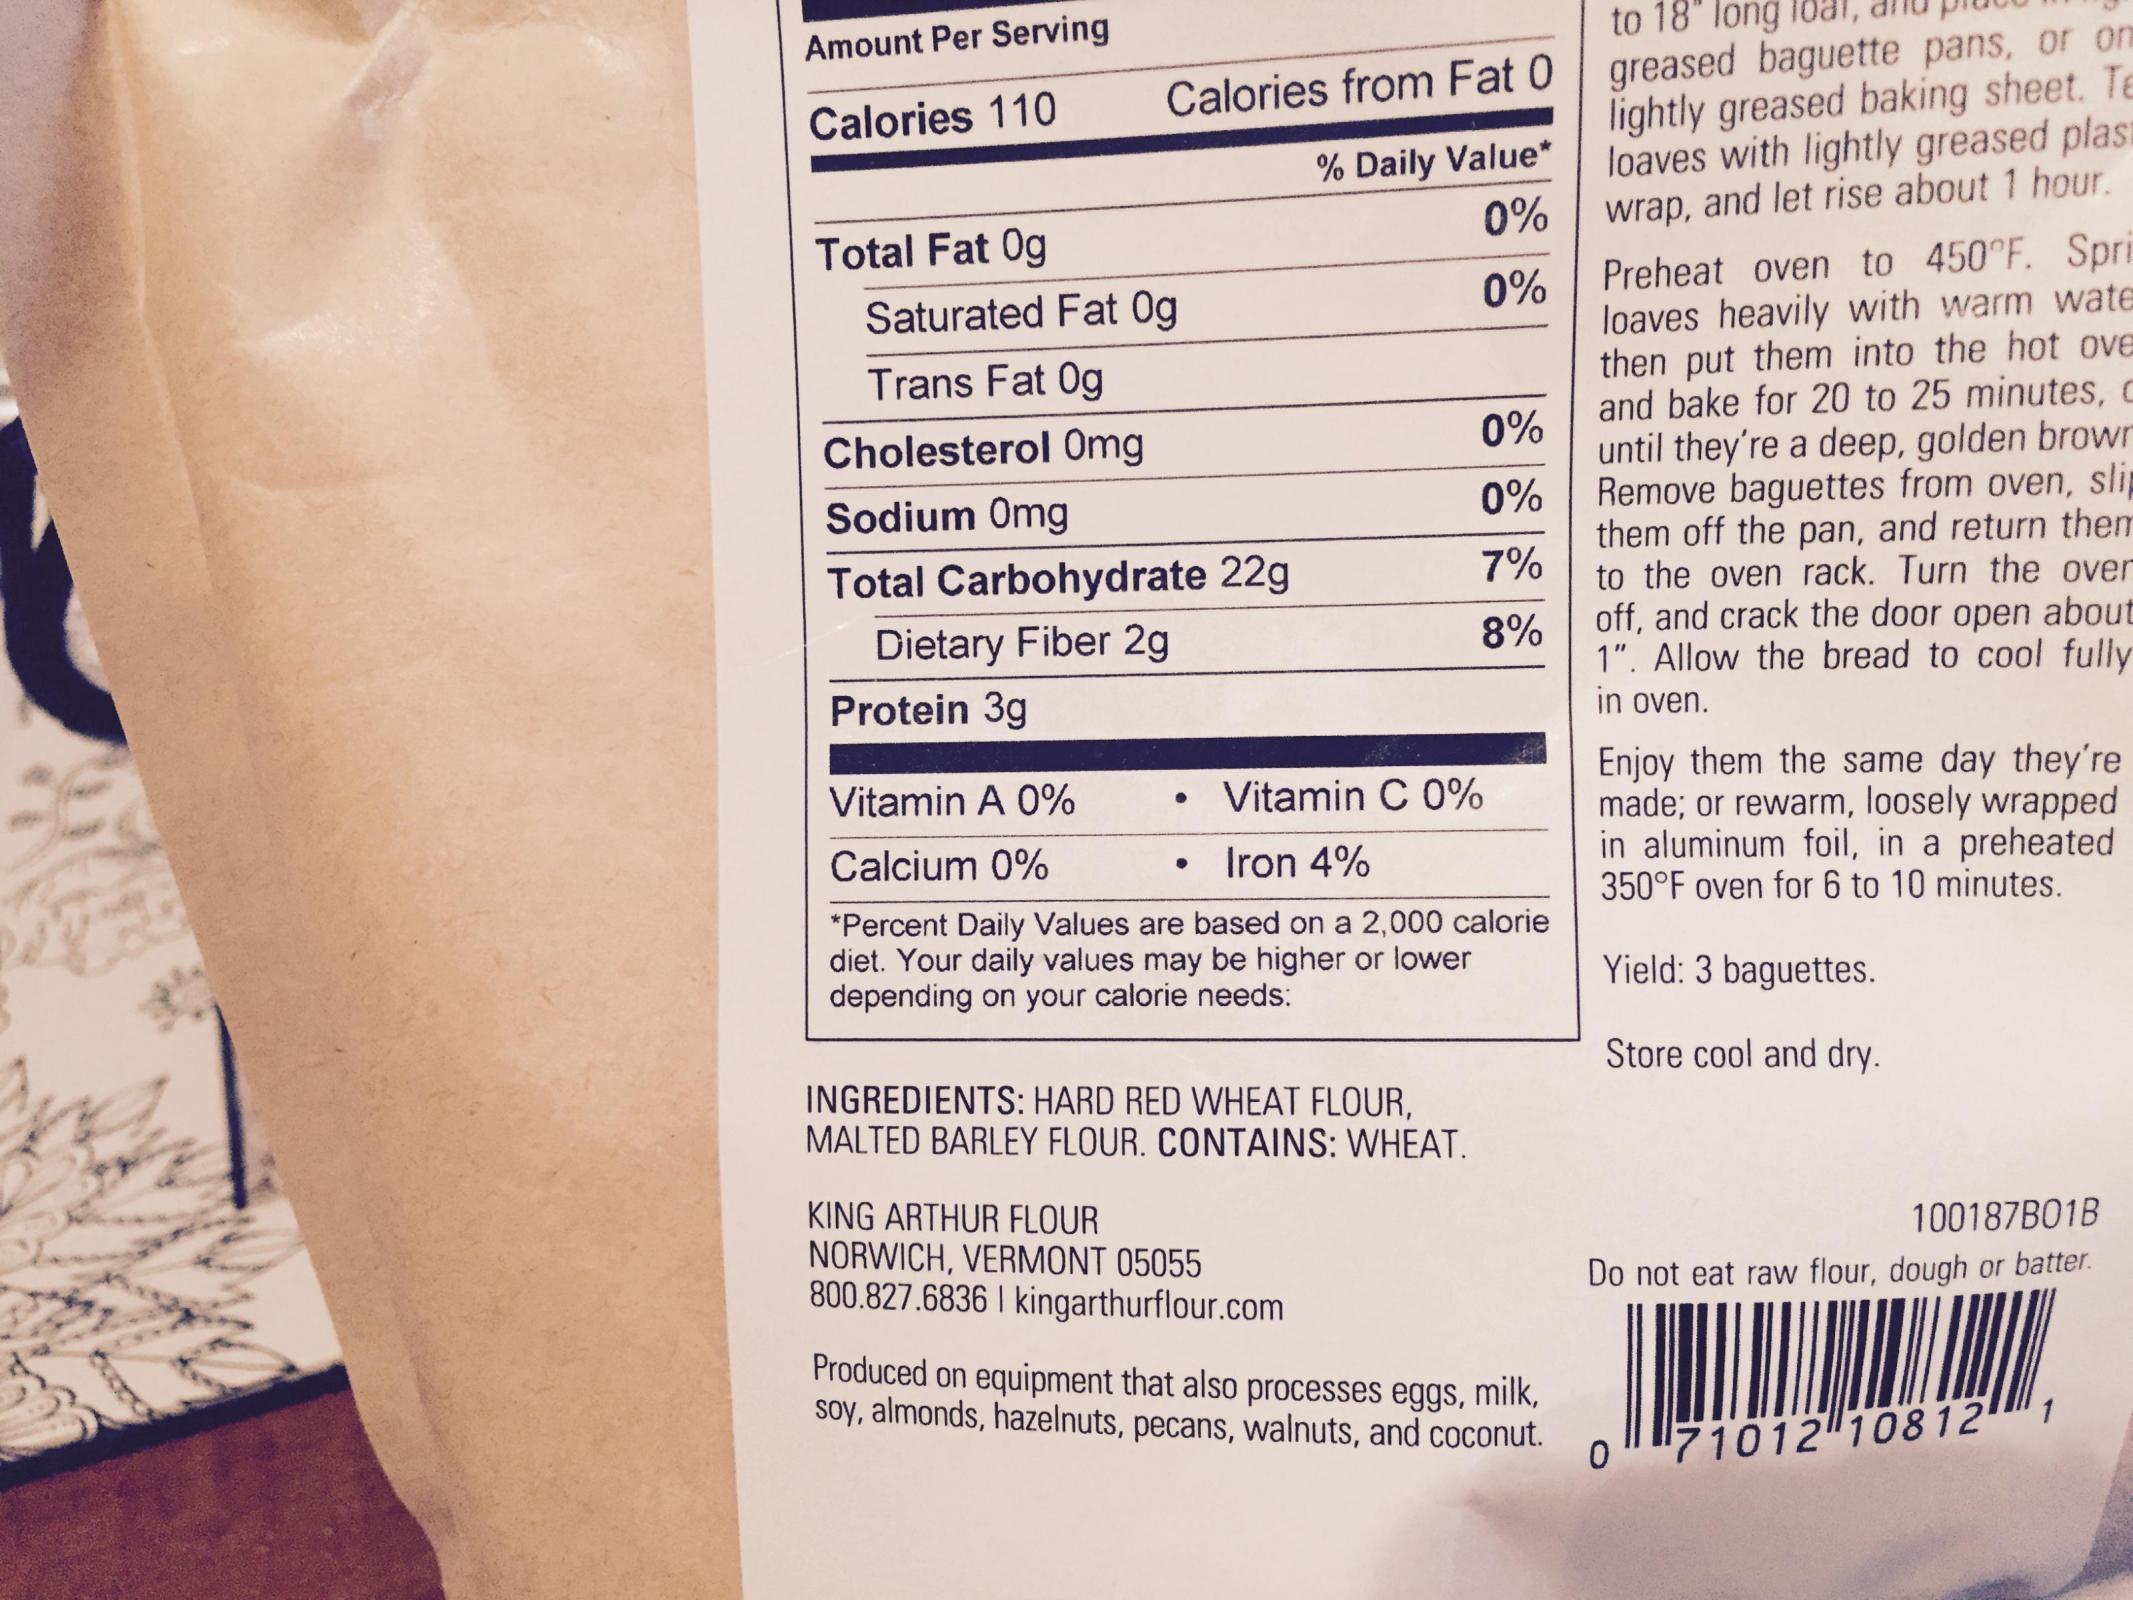 Amount Per Serving
Calories 110 Calories from Fat 0
% Daily Value*
Total Fat 0g 0%
Saturated Fat 0g 0%
Trans Fat 0g
Cholesterol 0mg 0%
Sodium 0mg 0%
Total Carbohydrate 22g 7%
Dietary Fiber 2g 8%
Protein 3g
Vitamin A 0% • Vitamin C 0%
Calcium 0% • Iron 4%
*Percent Daily Values are based on a 2,000 calorie
diet. Your daily values may be higher or lower
depending on your calorie needs:
INGREDIENTS: HARD RED WHEAT FLOUR,
MALTED BARLEY FLOUR. CONTAINS: WHEAT.
KING ARTHUR FLOUR
NORWICH, VERMONT 05055
800.827.6836 | kingarthurflour.com
Produced on equipment that also processes eggs, milk,
soy, almonds, hazelnuts, pecans, walnuts, and coconut.
to 18" long loaf, and
greased baguette pans, or on
lightly greased baking sheet.
loaves with lightly greased
wrap, and let rise about 1 hour.
Preheat oven to 450°F.
loaves heavily with warm
then put them into the hot
and bake for 20 to 25 minutes,
until they're a deep, golden brown
Remove baguettes from oven,
them off the pan, and return them
to the oven rack. Turn the oven
off, and crack the door open about
1". Allow the bread to cool fully
in oven.
Enjoy them the same day they're
made; or rewarm, loosely wrapped
in aluminum foil, in a preheated
350°F oven for 6 to 10 minutes.
Yield: 3 baguettes.
Store cool and dry.
100187B01B
Do not eat raw flour, dough or batter.
0 71012 10812 1